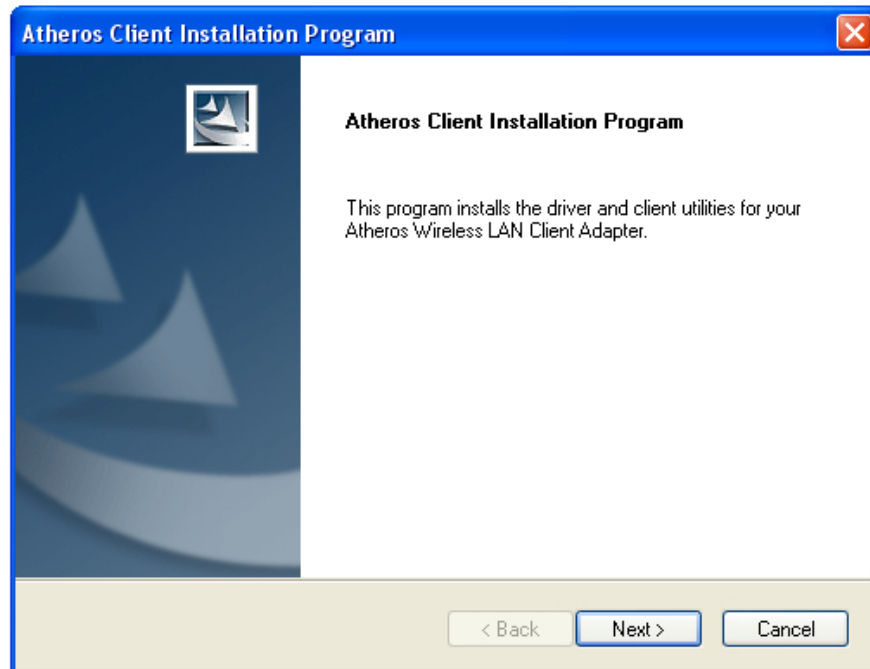 Atheros Client Installation Program
Atheros Client Installation Program
This program installs the driver and client utilities for your
Atheros Wireless LAN Client Adapter.
< Back Next > Cancel